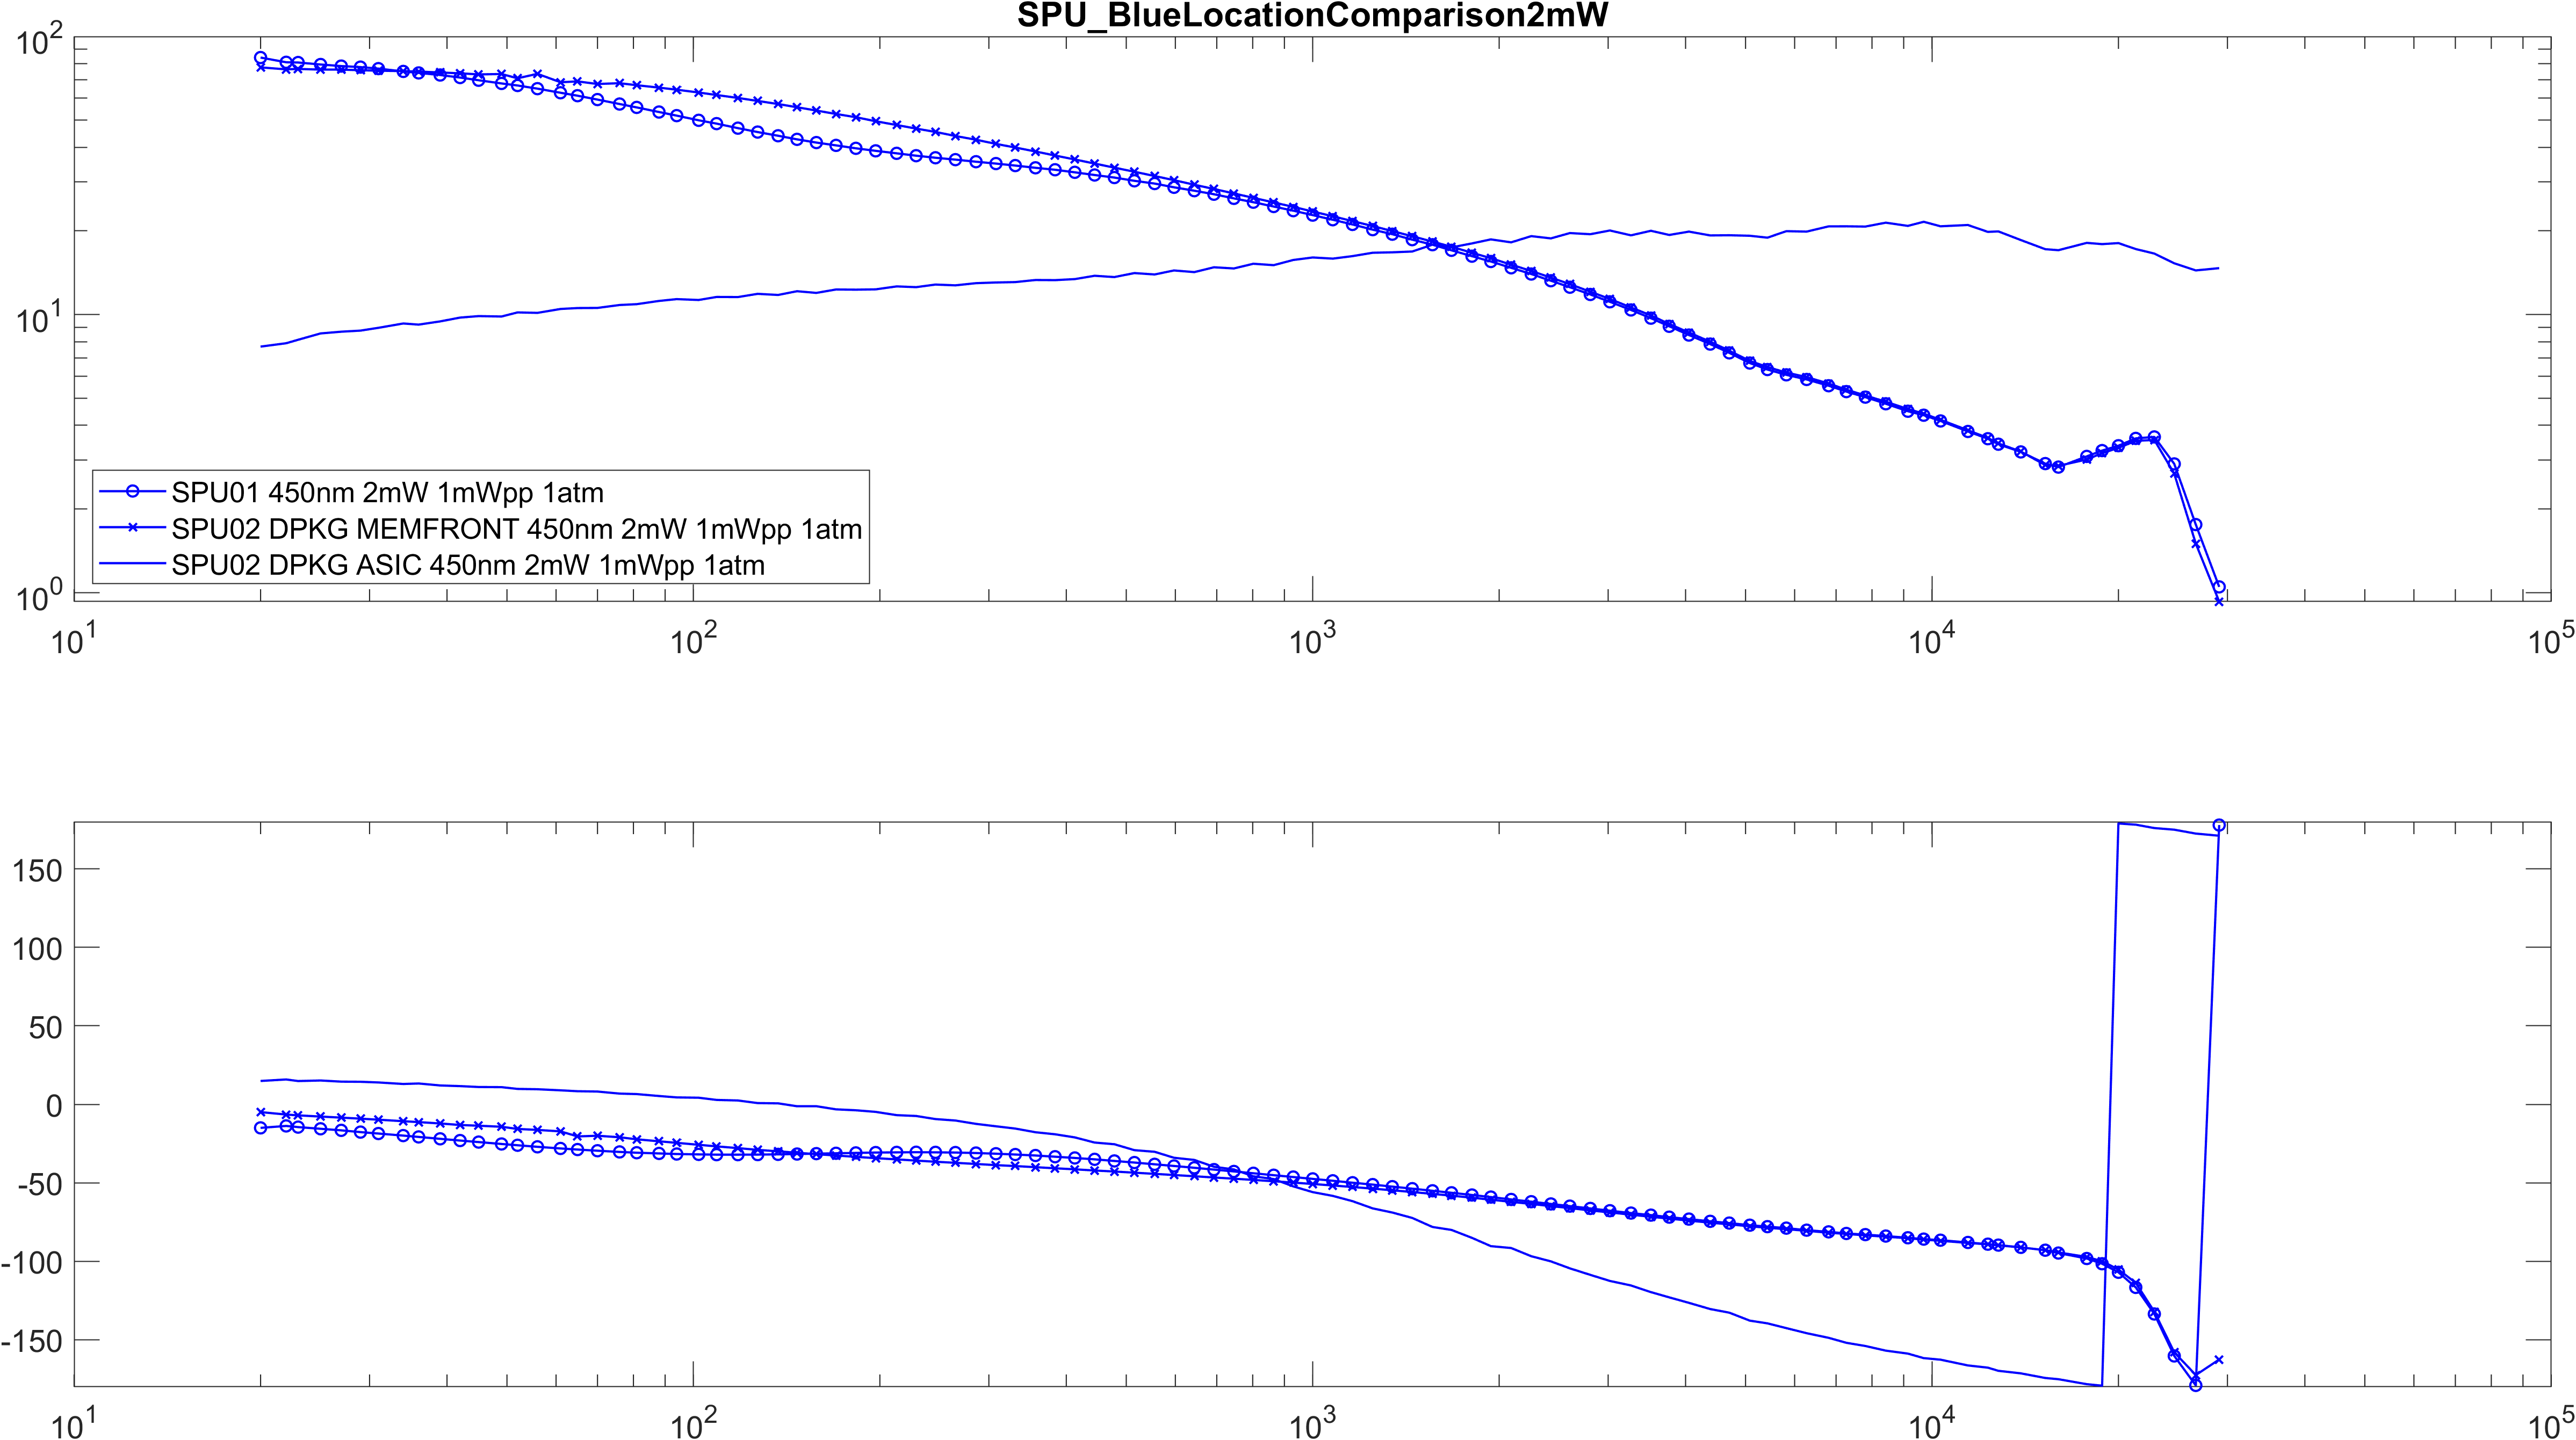 SPU_BlueLocationComparison2mW
10^2
10^1
10^0
SPU01 450nm 2mW 1mWpp 1atm
SPU02 DPKG MEMFRONT 450nm 2mW 1mWpp 1atm
SPU02 DPKG ASIC 450nm 2mW 1mWpp 1atm
10^1 10^2 10^3 10^4 10^5
150
100
50
0
-50
-100
-150
10^1 10^2 10^3 10^4 10^5